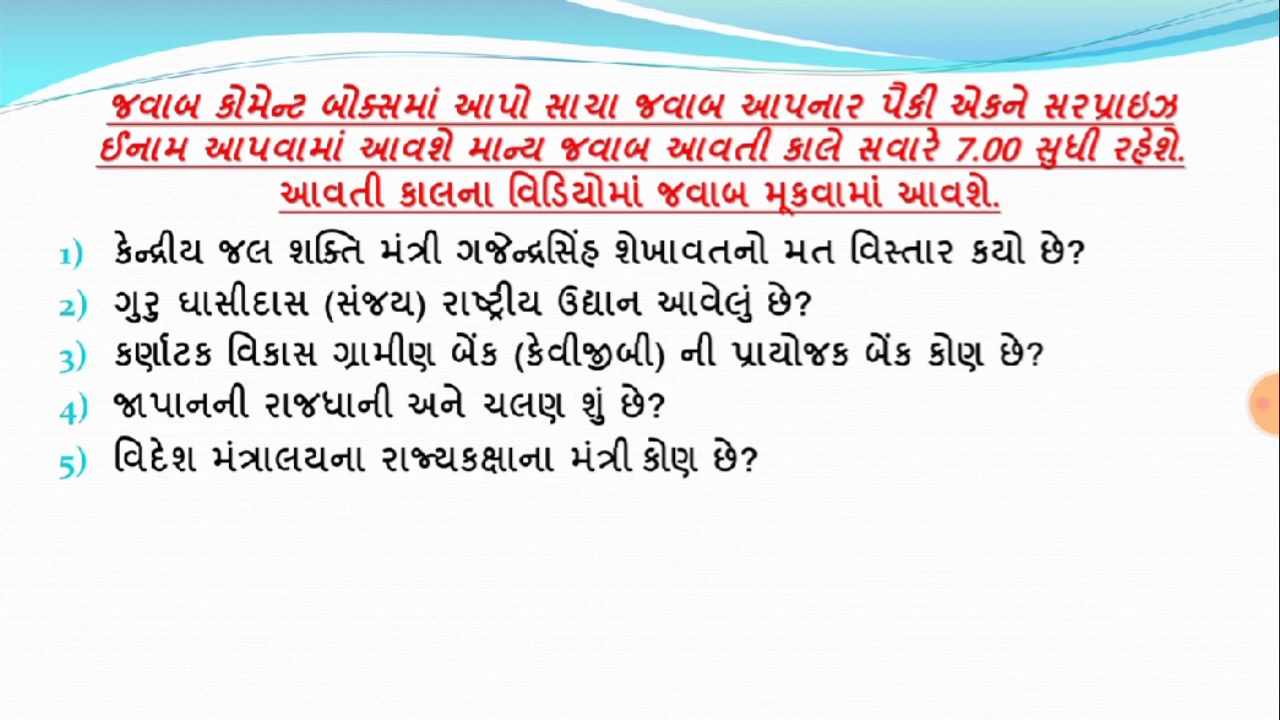 જવાબ કોમેન્ટ બોક્સમાં આપો સાચા જવાબ આપનાર પૈકી એકને સરપ્રાઇઝ
ઈનામ આપવામાં આવશે માન્ય જવાબ આવતી કાલે સવારે 7.00 સુધી રહેશે.
આવતી કાલના વિડિયોમાં જવાબ મૂકવામાં આવશે.
1) કેન્દ્રીય જલ શક્તિ મંત્રી ગજેન્દ્રસિંહ શેખાવતનો મત વિસ્તાર કયો છે?
2) ગુરુ ઘાસીદાસ (સંજય) રાષ્ટ્રીય ઉદ્યાન આવેલું છે?
3) કર્ણાટક વિકાસ ગ્રામીણ બેંક (કેવીજીબી) ની પ્રાયોજક બેંક કોણ છે?
4) જાપાનની રાજધાની અને ચલણ શું છે?
5) વિદેશ મંત્રાલયના રાજ્યકક્ષાના મંત્રી કોણ છે?